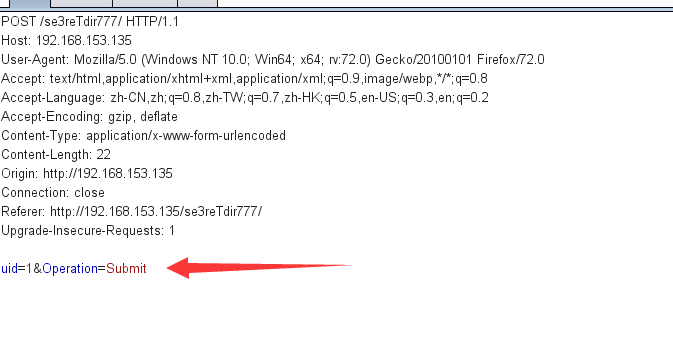 POST /se3reTdir777/ HTTP/1.1
Host: 192.168.153.135
User-Agent: Mozilla/5.0 (Windows NT 10.0; Win64; x64; rv:72.0) Gecko/20100101 Firefox/72.0
Accept: text/html,application/xhtml+xml,application/xml;q=0.9,image/webp,*/*;q=0.8
Accept-Language: zh-CN,zh;q=0.8,zh-TW;q=0.7,zh-HK;q=0.5,en-US;q=0.3,en;q=0.2
Accept-Encoding: gzip, deflate
Content-Type: application/x-www-form-urlencoded
Content-Length: 22
Origin: http://192.168.153.135
Connection: close
Referer: http://192.168.153.135/se3reTdir777/
Upgrade-Insecure-Requests: 1
uid=1&Operation=Submit